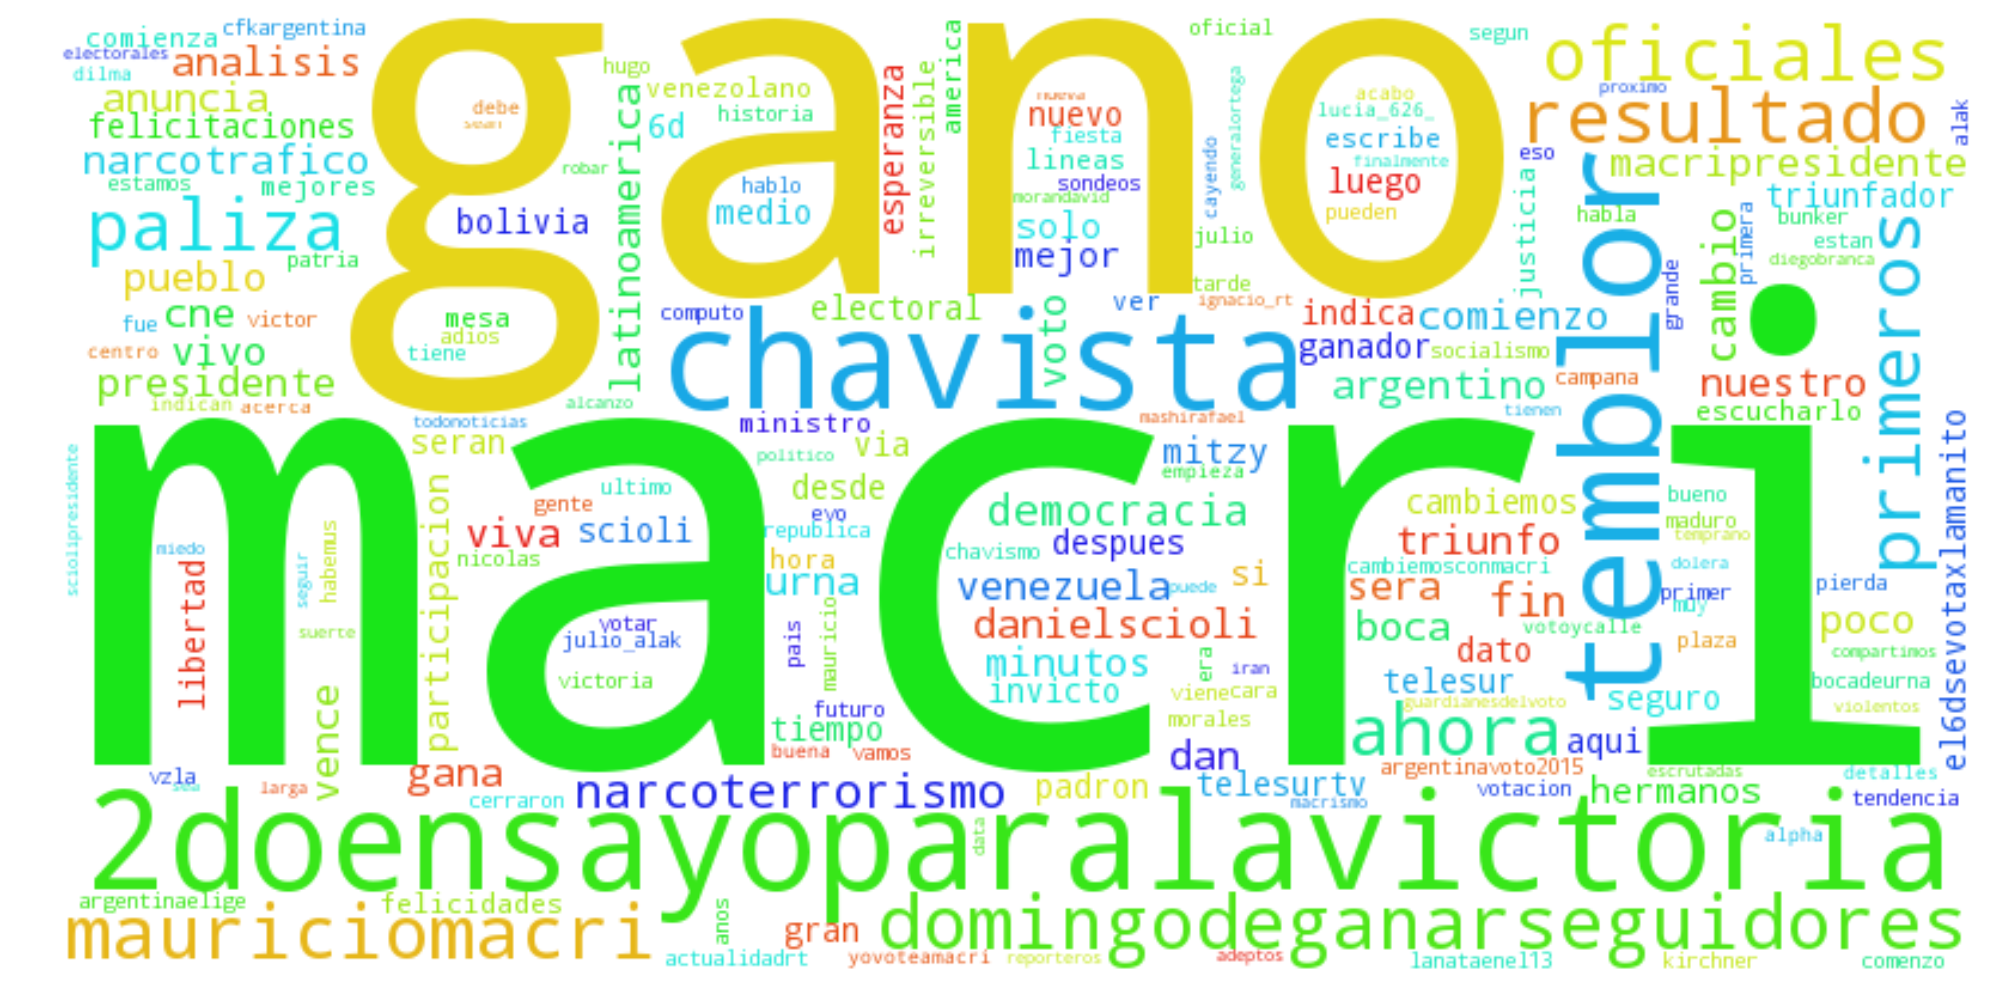 comienza
cfkargentina
electorales
dilma
analisis
anuncia
felicitaciones
narcotrafico
estamos
mejores
paliza
patria
pueblo
fue
cne
victor
centro
vivo
presidente
indican
acerca
gano
debe
bolivia
mesa
adios
tiene
hugo
venezolano
historia
6d
robar
latinoamerica
hablo
medio
computo
alcanzo
esperanza
irreversible
america
nuevo
fiesta
lineas
sondeos
morandavid
solo
mejor
electoral
voto
ver
oficial
segun
generalortega
cayendo
julio
tarde
ignacio_rt
acabo
lucia_626_
escribe
finalmente
luego
pueden
oficiales
proximo
resultado
alak
eso
macripresidente
triunfador
justicia
habla
temblor
cambio
primera
bunker
estan
diegobranca
primeros
grande
indica
comienzo
ganador
socialismo
argentino
campana
tienen
nuestro
escucharlo
chavista
mashirafael
todonoticias
seran
ministro
politico
via
mitzy
empieza
desde
macri
sciolipresidente
miedo
libertad
seguir
habemus
suerte
vence
participacion
gente
ultimo
viva
scioli
nicolas
votar
julio_alak
victoria
evo
republica
hora
urna
pais
mauricio
futuro
tiempo
buena
vamos
democracia
chavismo
despues
venezuela
puede
si
danielscioli
minutos
invicto
era
iran
viene
cara
morales
dan
cambiemos
triunfo
cambiemosconmacri
sera
fin
boca
votoycalle
dato
telesur
guardianesdelvoto
seguro
ahora
aqui
bueno
maduro
temprano
dolera
primer
muy
plaza
pierda
poco
compartimos
bocadeurna
violentos
el6dsevotaxlamanito
vzla
larga
gana
cerraron
narcoterrorismo
padron
telesurtv
macrismo
argentinavoto2015
votacion
escrutadas
hermanos
detalles
tendencia
2doensayoparalavictoria
data
alpha
argentinaelige
felicidades
mauriciomacri
actualidadrt
anos
gran
yovoteamacri
reporteros
domingodeganarseguidores
adeptos
lanataenel13
kirchner
comenzo